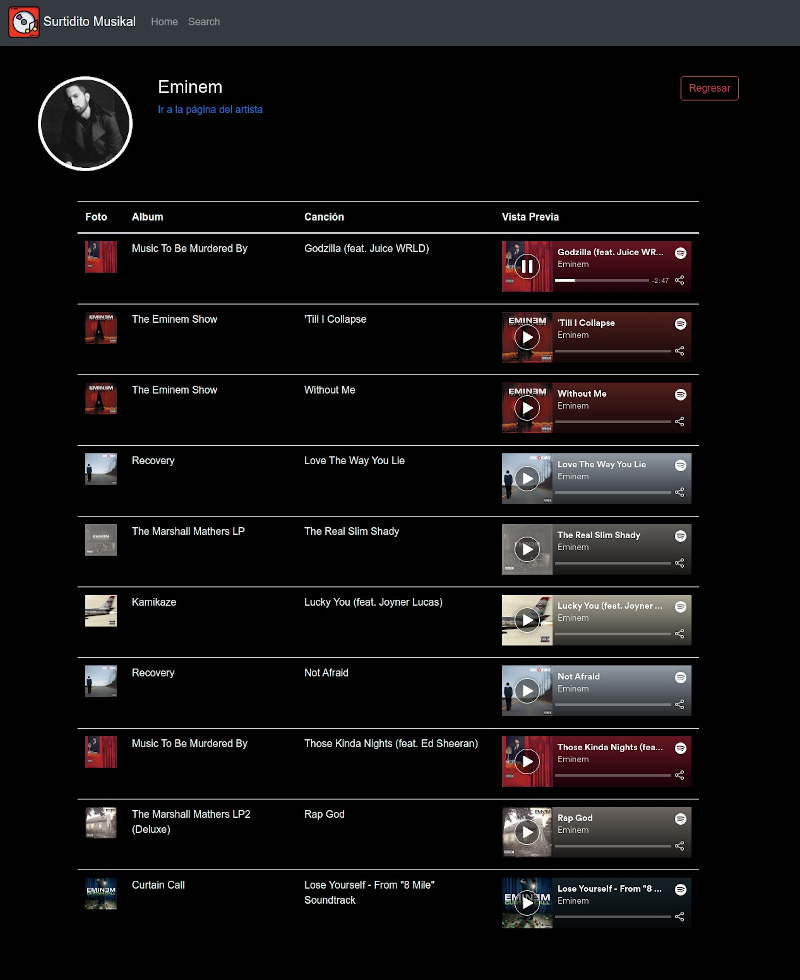 Surtidito Musikal Home Search
Eminem
Regresar
Ir a la página del artista
Foto Album Canción Vista Previa
Music To Be Murdered By Godzilla (feat. Juice WRLD)
Godzilla (feat. Juice WR...
Eminem
-2:47
The Eminem Show 'Till I Collapse
EMINEM
'Till I Collapse
Eminem
The Eminem Show Without Me
EMINEM
Without Me
Eminem
Recovery Love The Way You Lie
Love The Way You Lie
Eminem
The Marshall Mathers LP The Real Slim Shady
The Real Slim Shady
Eminem
Kamikaze Lucky You (feat. Joyner Lucas)
Lucky You (feat. Joyner ...
Eminem
Recovery Not Afraid
Not Afraid
Eminem
Music To Be Murdered By Those Kinda Nights (feat. Ed Sheeran)
Those Kinda Nights (fea...
Eminem
The Marshall Mathers LP2
(Deluxe)
Rap God
Rap God
Eminem
Curtain Call Lose Yourself - From "8 Mile"
Soundtrack
EMINEM
Lose Yourself - From "8 ...
Eminem